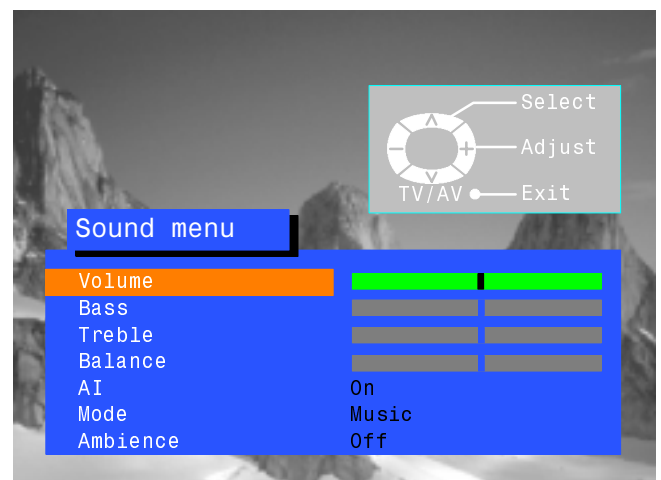 Select
Adjust
TV/AV Exit
Sound menu
Volume
Bass
Treble
Balance
AI On
Mode Music
Ambience Off